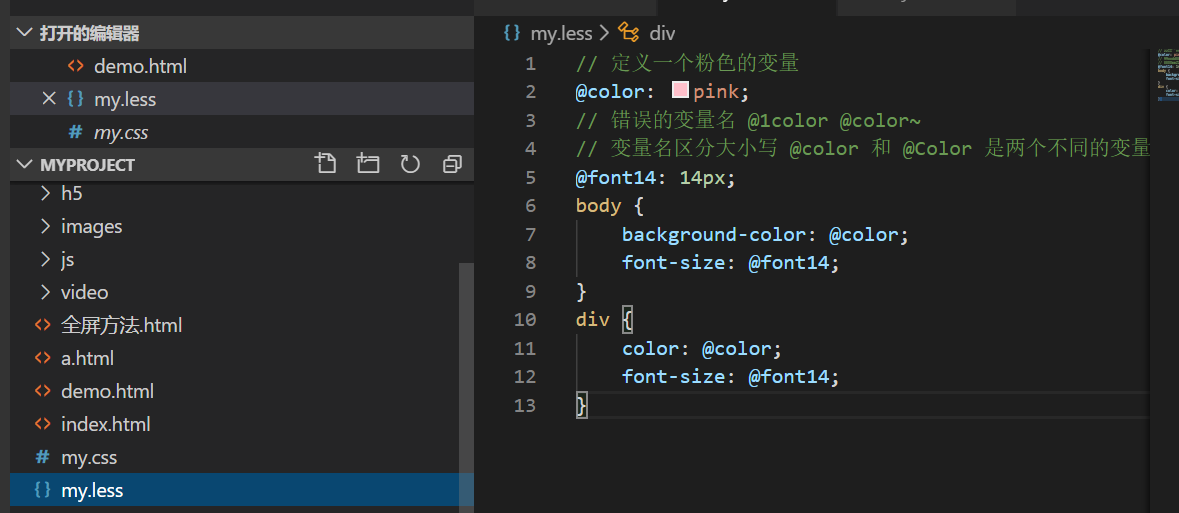 打开的编辑器
demo.html
my.less
my.css
MYPROJECT
h5
images
js
video
全屏方法.html
a.html
demo.html
index.html
my.css
my.less
my.less > div
1 // 定义一个粉色的变量
2 @color: pink;
3 // 错误的变量名 @1color @color~
4 // 变量名区分大小写 @color 和 @Color 是两个不同的变量
5 @font14: 14px;
6 body {
7 background-color: @color;
8 font-size: @font14;
9 }
10 div {
11 color: @color;
12 font-size: @font14;
13 }